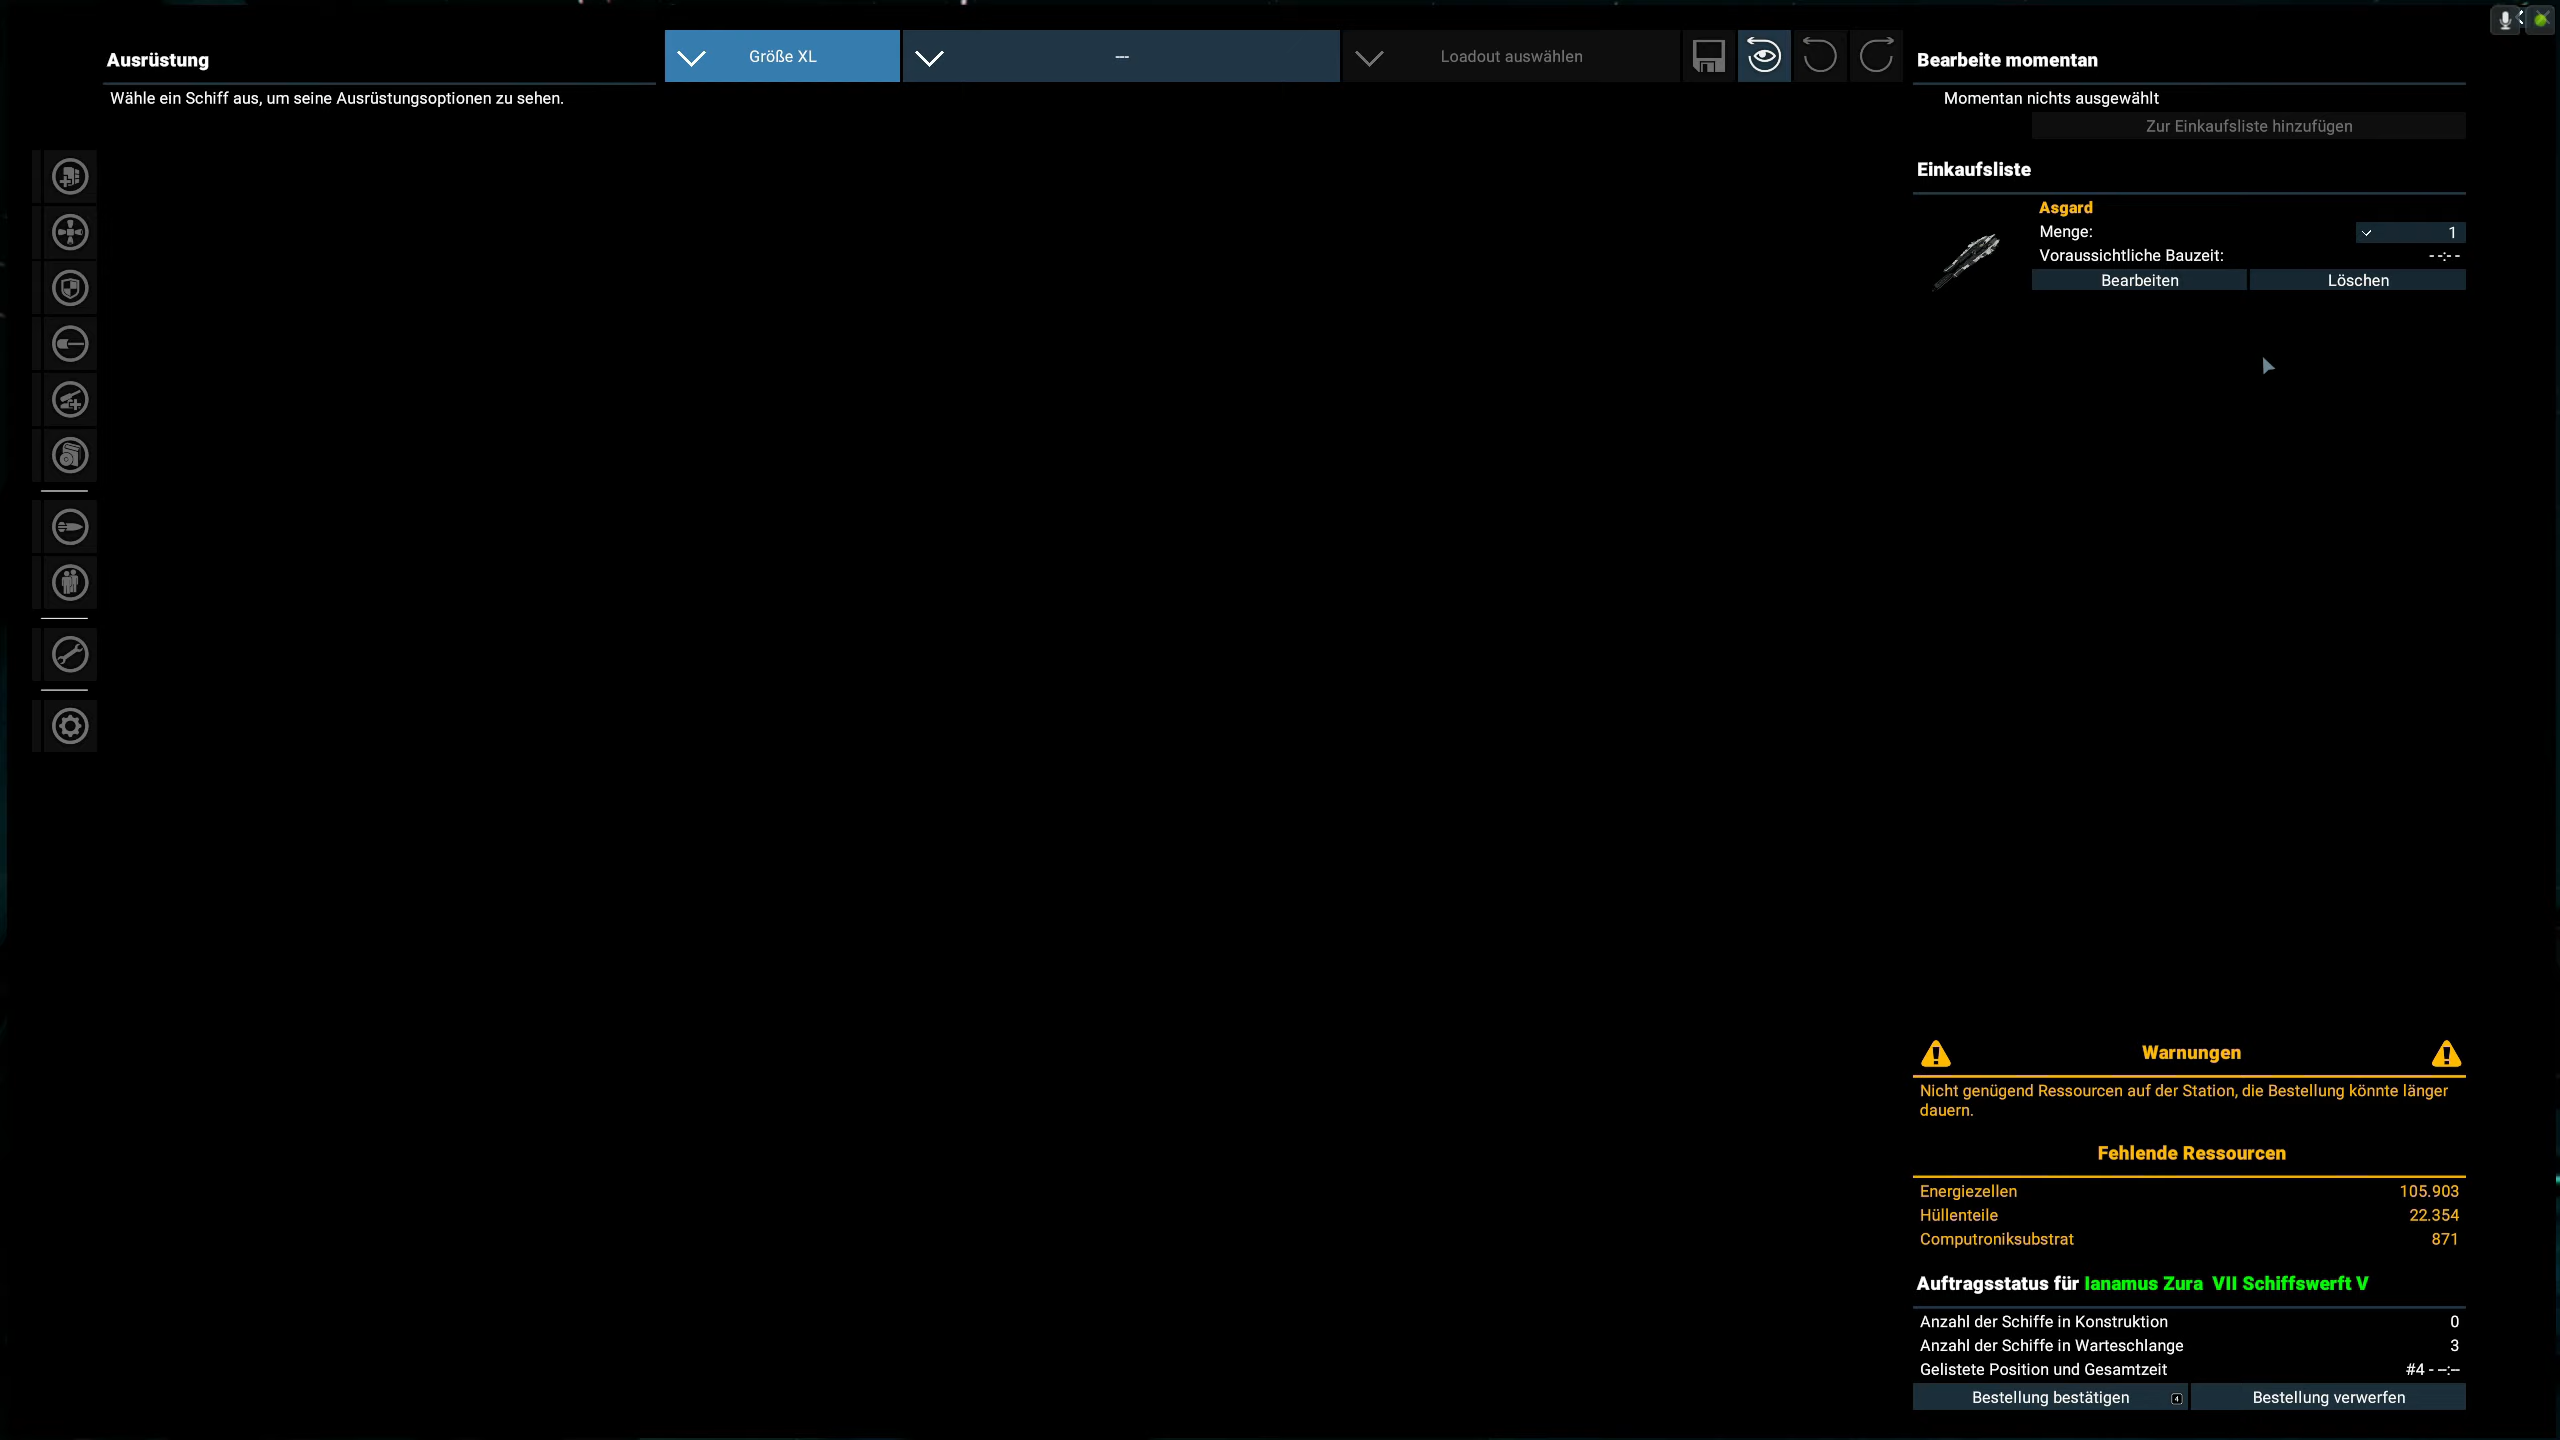 Ausrüstung
Wähle ein Schiff aus, um seine Ausrüstungsoptionen zu sehen.
Größe XL
---
Loadout auswählen
Bearbeite momentan
Momentan nichts ausgewählt
Zur Einkaufsliste hinzufügen
Einkaufsliste
Asgard
Menge: 1
Voraussichtliche Bauzeit: --:--
Bearbeiten Löschen
Warnungen
Nicht genügend Ressourcen auf der Station, die Bestellung könnte länger
dauern.
Fehlende Ressourcen
Energiezellen 105.903
Hüllenteile 22.354
Computroniksubstrat 871
Auftragsstatus für Ianamus Zura VII Schiffswerft V
Anzahl der Schiffe in Konstruktion 0
Anzahl der Schiffe in Warteschlange 3
Gelistete Position und Gesamtzeit #4 - --:--
Bestellung bestätigen Bestellung verwerfen